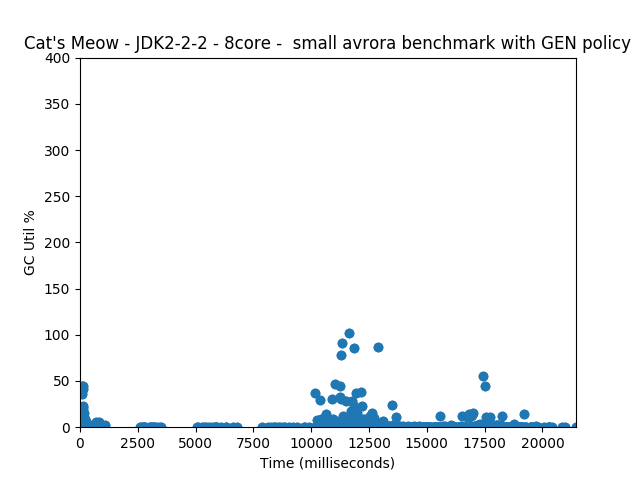 Cat's Meow - JDK2-2-2 - 8core -  small avrora benchmark with GEN policy
400
350
300
250
200
150
100
50
0
GC Util %
0 2500 5000 7500 10000 12500 15000 17500 20000
Time (milliseconds)